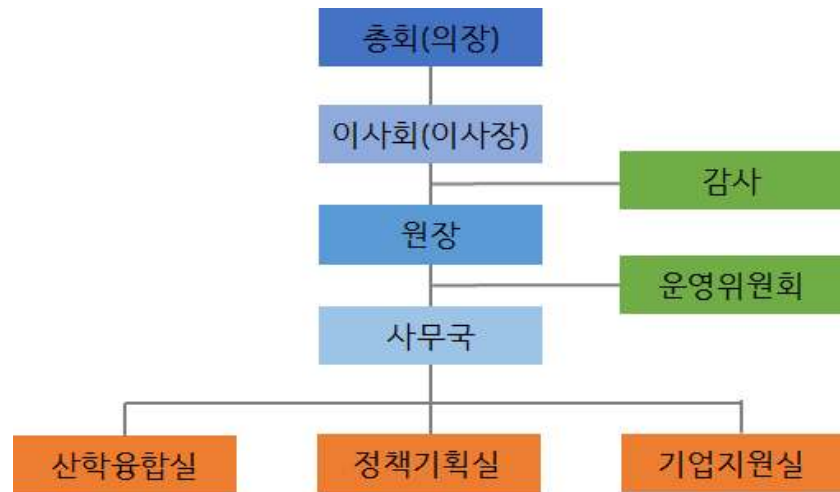 총회(의장)
이사회(이사장)
감사
원장
운영위원회
사무국
산학융합실
정책기획실
기업지원실